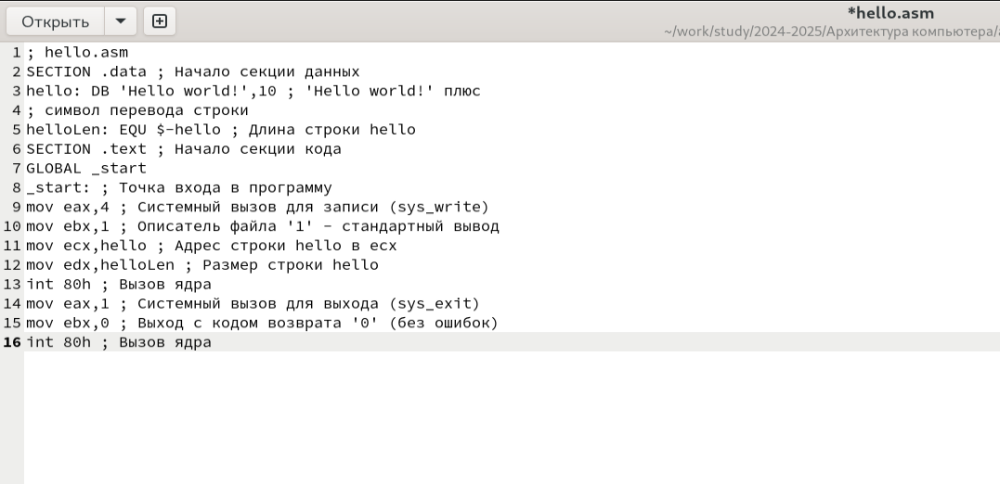 Открыть
*hello.asm
~/work/study/2024-2025/Архитектура компьютера/
1 ; hello.asm
2 SECTION .data ; Начало секции данных
3 hello: DB 'Hello world!',10 ; 'Hello world!' плюс
4 ; символ перевода строки
5 helloLen: EQU $-hello ; Длина строки hello
6 SECTION .text ; Начало секции кода
7 GLOBAL _start
8 _start: ; Точка входа в программу
9 mov eax,4 ; Системный вызов для записи (sys_write)
10 mov ebx,1 ; Описатель файла '1' - стандартный вывод
11 mov ecx,hello ; Адрес строки hello в ecx
12 mov edx,helloLen ; Размер строки hello
13 int 80h ; Вызов ядра
14 mov eax,1 ; Системный вызов для выхода (sys_exit)
15 mov ebx,0 ; Выход с кодом возврата '0' (без ошибок)
16 int 80h ; Вызов ядра